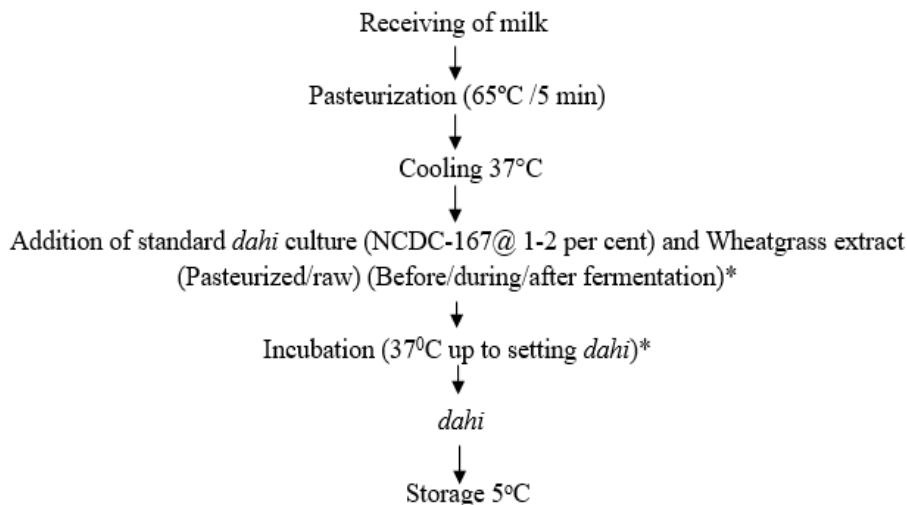 Receiving of milk
Pasteurization (65°C /5 min)
Cooling 37°C
Addition of standard dahi culture (NCDC-167@ 1-2 per cent) and Wheatgrass extract
(Pasteurized/raw) (Before/during/after fermentation)*
Incubation (37⁰C up to setting dahi)*
dahi
Storage 5°C